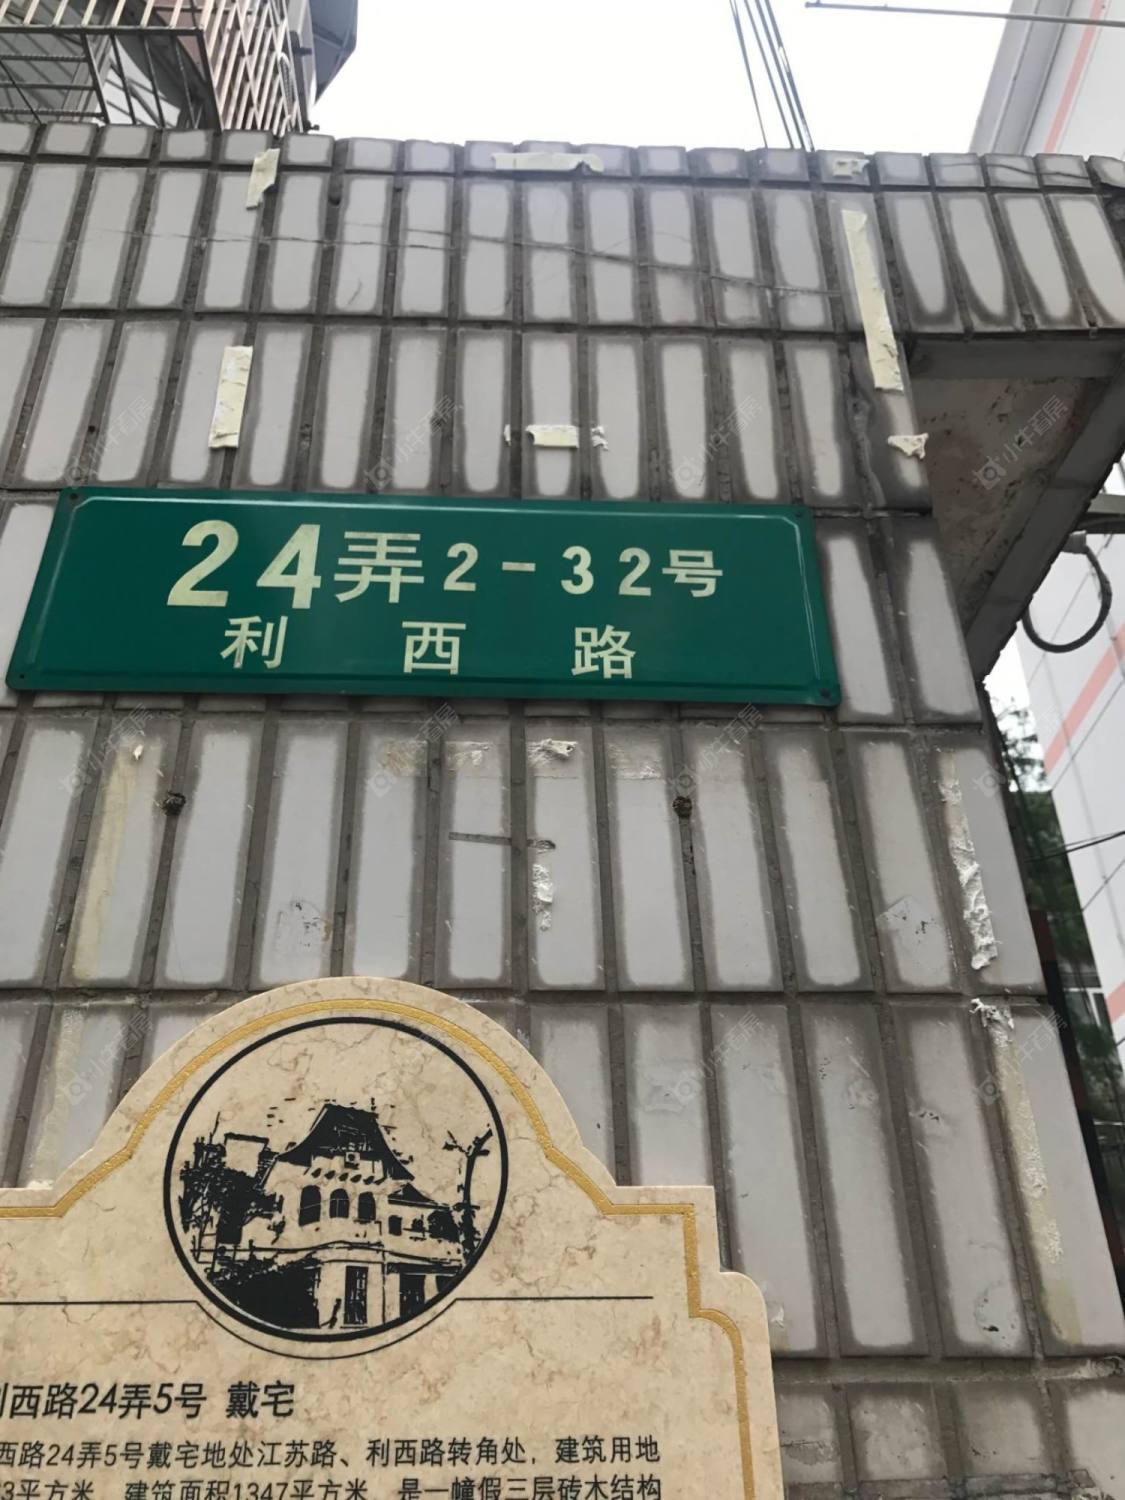 24弄2-32号
利西路
利西路24弄5号 戴宅
西路24弄5号戴宅地处江苏路、利西路转角处，建筑用地
3平方米，建筑面积1347平方米，是一幢假三层砖木结构